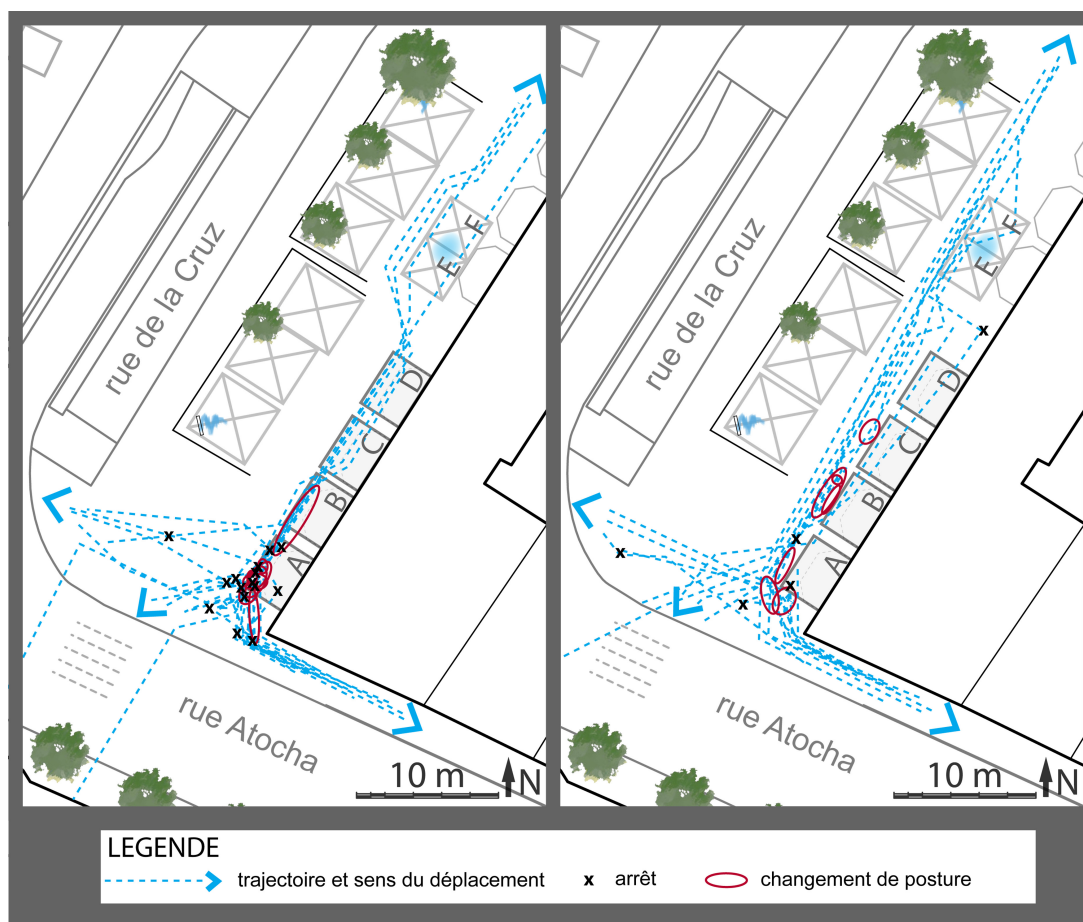 rue de la Cruz
F
E
D
C
B
A
rue Atocha
10 m
N
rue de la Cruz
F
E
D
C
B
A
rue Atocha
10 m
N
LEGENDE
trajectoire et sens du déplacement
x arrêt
changement de posture